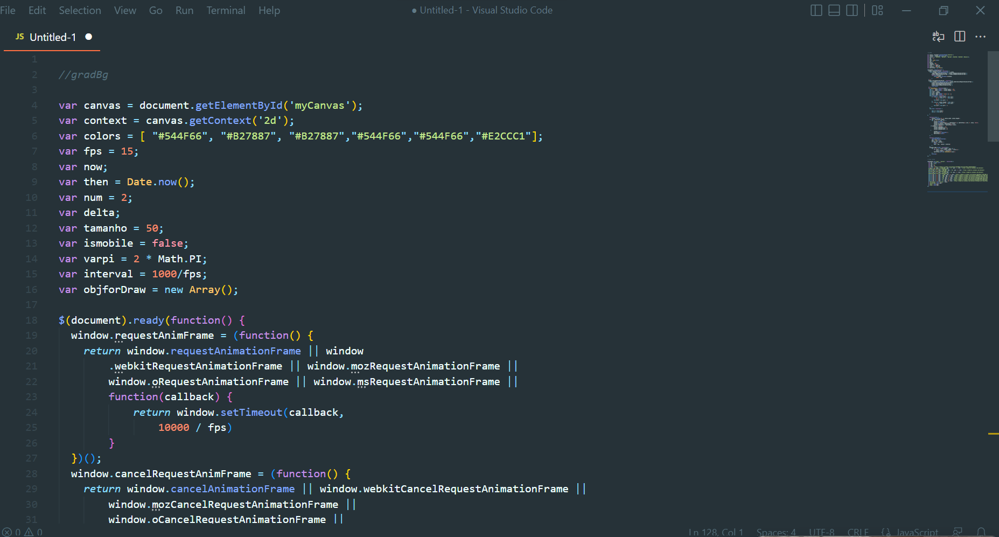 File Edit Selection View Go Run Terminal Help ● Untitled-1 - Visual Studio Code
JS Untitled-1 ●
1
2 //gradBg
3
4 var canvas = document.getElementById('myCanvas');
5 var context = canvas.getContext('2d');
6 var colors = [ "#544F66", "#B27887", "#B27887","#544F66","#544F66","#E2CCC1"];
7 var fps = 15;
8 var now;
9 var then = Date.now();
10 var num = 2;
11 var delta;
12 var tamanho = 50;
13 var ismobile = false;
14 var varpi = 2 * Math.PI;
15 var interval = 1000/fps;
16 var objforDraw = new Array();
17
18 $(document).ready(function() {
19 window.requestAnimFrame = (function() {
20 return window.requestAnimationFrame || window
21 .webkitRequestAnimationFrame || window.mozRequestAnimationFrame ||
22 window.oRequestAnimationFrame || window.msRequestAnimationFrame ||
23 function(callback) {
24 return window.setTimeout(callback,
25 10000 / fps)
26 }
27 })();
28 window.cancelRequestAnimFrame = (function() {
29 return window.cancelAnimationFrame || window.webkitCancelRequestAnimationFrame ||
30 window.mozCancelRequestAnimationFrame ||
31 window.oCancelRequestAnimationFrame ||
0 0 Ln 128, Col 1 Spaces: 4 UTF-8 CRLF {} JavaScript